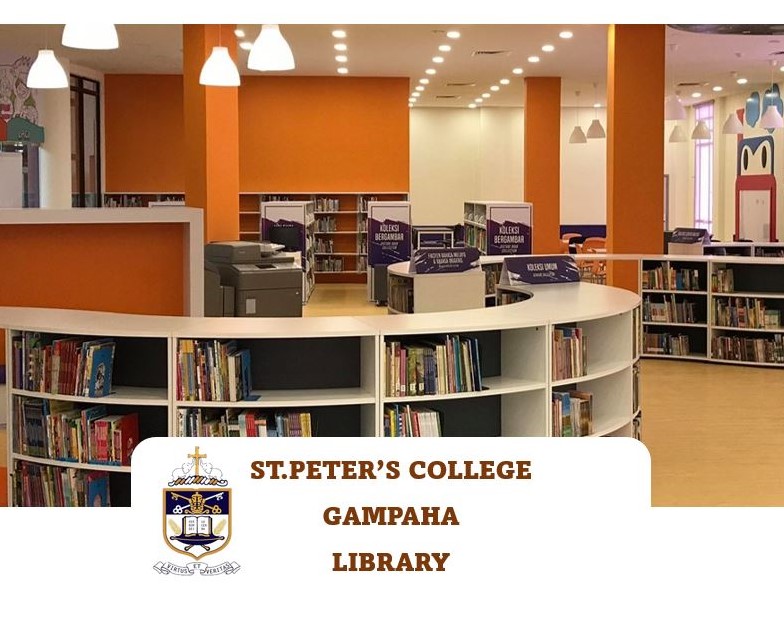 KOLEKSI
BERGAMBAR
KOLEKSI
BERGAMBAR
KOLEKSI UMUM
ST.PETER’S COLLEGE
GAMPAHA
LIBRARY
VIRTUS ET VERITAS